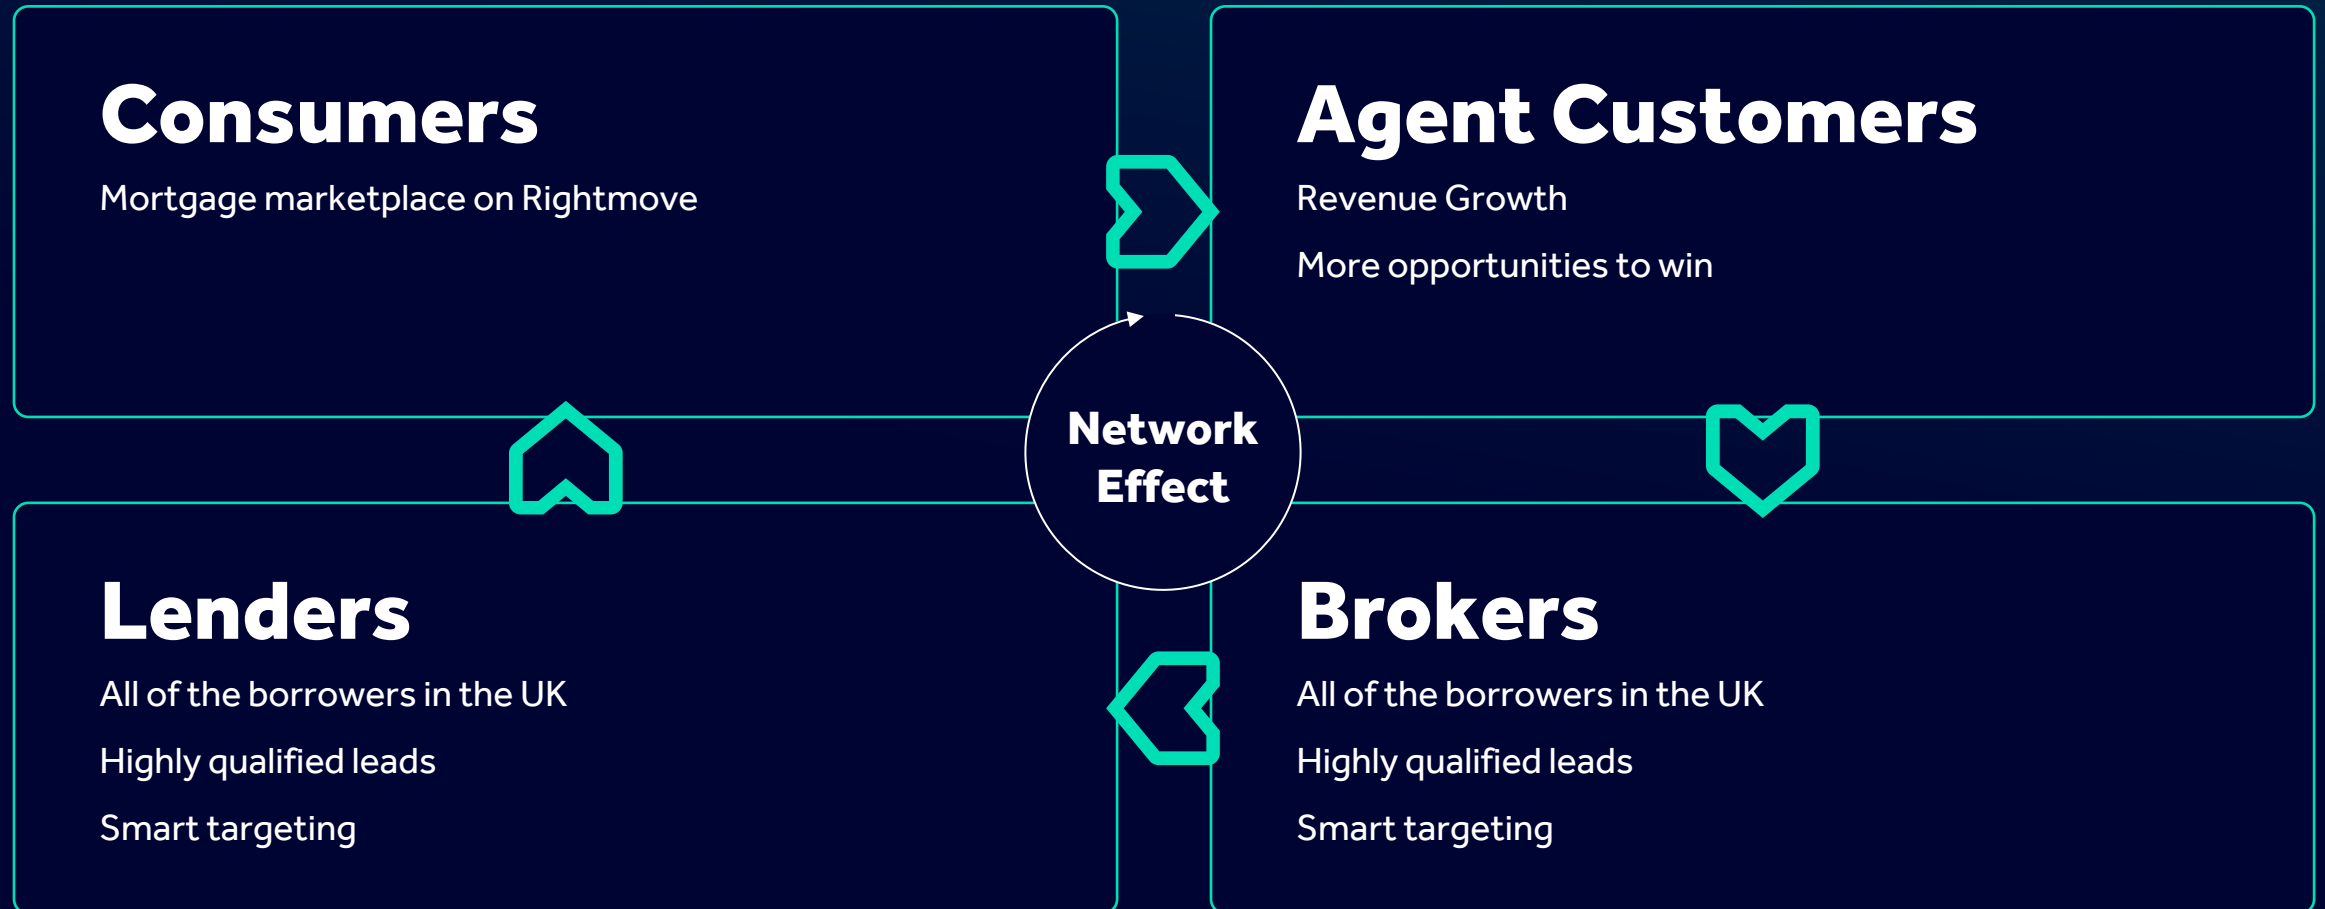 Consumers
Mortgage marketplace on Rightmove
Agent Customers
Revenue Growth
More opportunities to win
Network
Effect
Lenders
All of the borrowers in the UK
Highly qualified leads
Smart targeting
Brokers
All of the borrowers in the UK
Highly qualified leads
Smart targeting